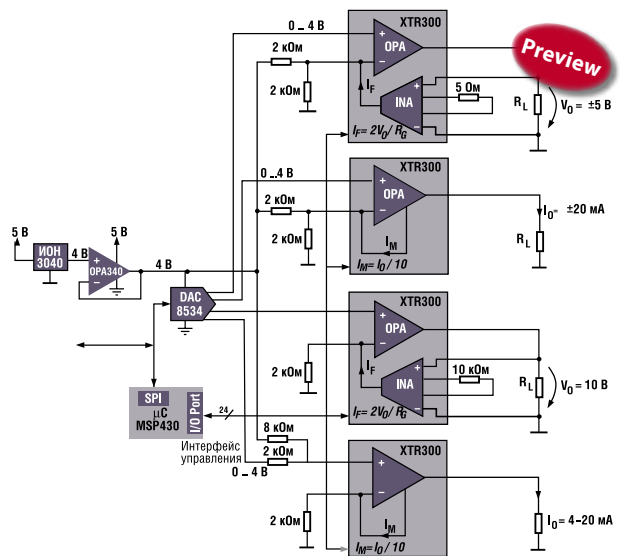 XTR300
0 – 4 В
+
OPA
–
Preview
2 кОм
2 кОм
I_F
INA
+
–
5 Ом
R_L
V_O = ±5 В
I_F= 2V_O/ R_G
XTR300
0...4 В
+
OPA
–
2 кОм
2 кОм
I_M
I_O= ±20 мА
R_L
I_M= I_O / 10
5 В
ИОН
3040
4 В
+
–
OPA340
5 В
4 В
DAC
8534
XTR300
+
OPA
–
2 кОм
I_F
INA
+
–
10 кОм
R_L
V_O = 10 В
I_F= 2V_O/ R_G
SPI
µC
MSP430
I/O Port
24
Интерфейс
управления
8 кОм
2 кОм
0 – 4 В
XTR300
+
–
2 кОм
I_M
I_O = 4–20 мА
I_M= I_O / 10